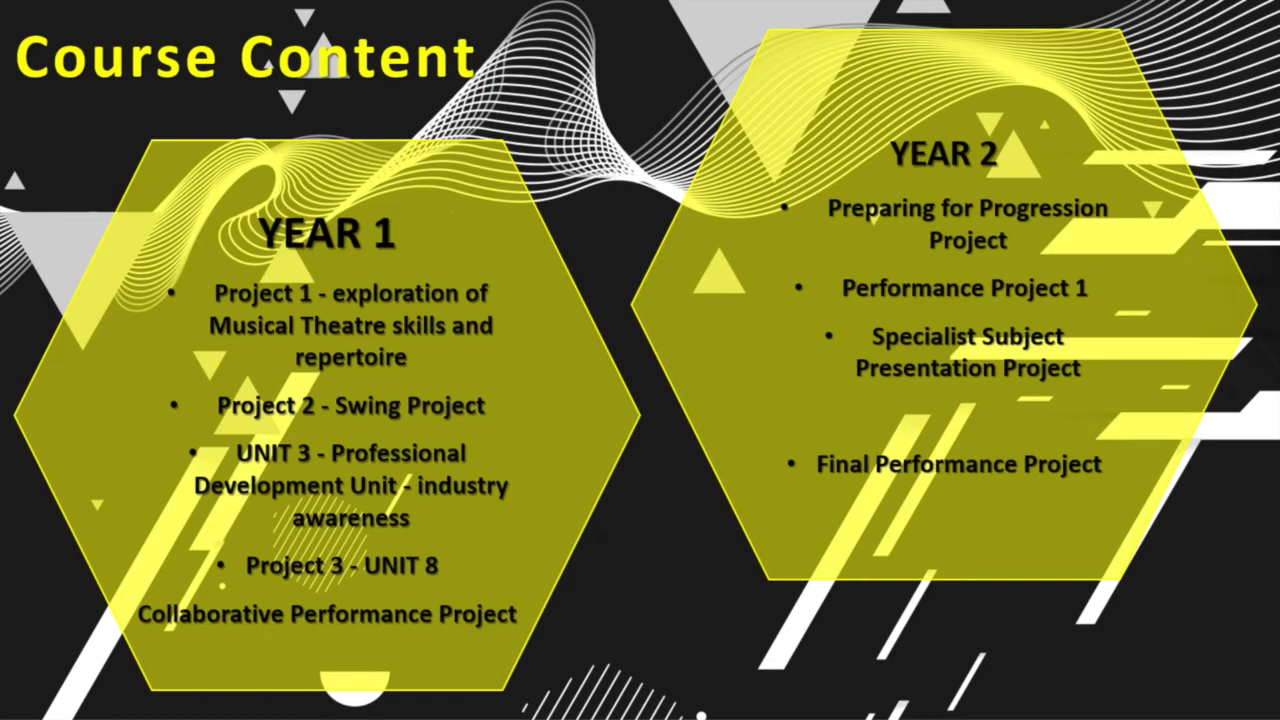 Course Content
YEAR 1
• Project 1 - exploration of
Musical Theatre skills and
repertoire
• Project 2 - Swing Project
• UNIT 3 - Professional
Development Unit - industry
awareness
• Project 3 - UNIT 8
Collaborative Performance Project
YEAR 2
• Preparing for Progression
Project
• Performance Project 1
• Specialist Subject
Presentation Project
• Final Performance Project